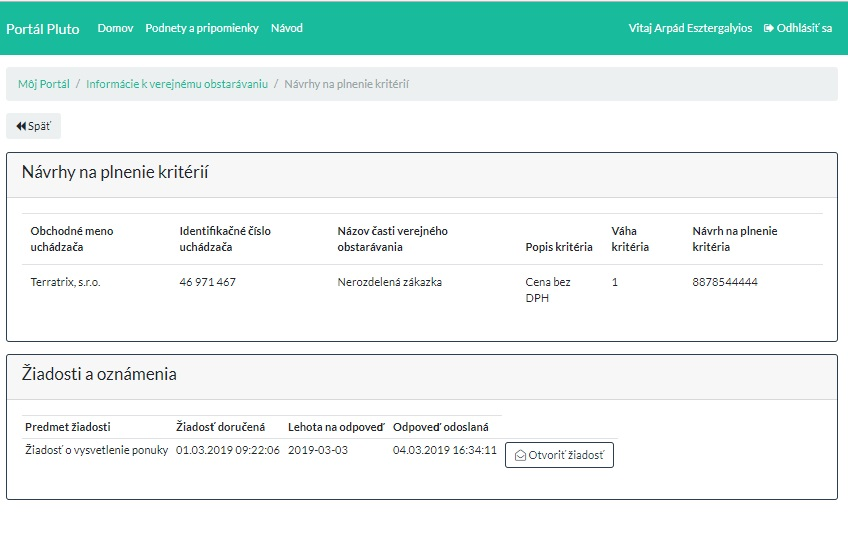 Portál Pluto Domov Podnety a pripomienky Návod Vitaj Arpád Esztergalyios Odhlásiť sa
Môj Portál / Informácie k verejnému obstarávaniu / Návrhy na plnenie kritérií
Späť
Návrhy na plnenie kritérií
Obchodné meno uchádzača Identifikačné číslo uchádzača Názov časti verejného obstarávania Popis kritéria Váha kritéria Návrh na plnenie kritéria
Terratrix, s.r.o. 46 971 467 Nerozdelená zákazka Cena bez DPH 1 8878544444
Žiadosti a oznámenia
Predmet žiadosti Žiadosť doručená Lehota na odpoveď Odpoveď odoslaná
Žiadosť o vysvetlenie ponuky 01.03.2019 09:22:06 2019-03-03 04.03.2019 16:34:11 Otvoriť žiadosť